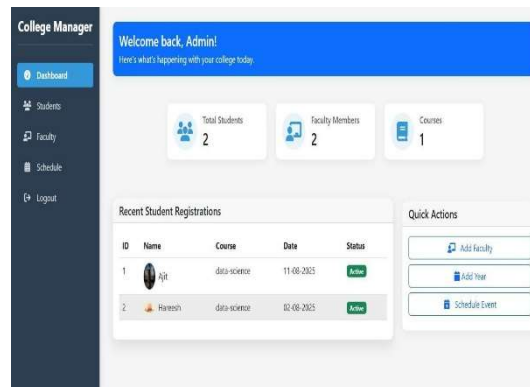 College Manager
Dashboard
Students
Faculty
Schedule
Logout
Welcome back, Admin!
Here's what's happening with your college today.
Total Students
2
Faculty Members
2
Courses
1
Recent Student Registrations
ID Name Course Date Status
1 Ajit data-science 11-08-2025 Active
2 Hareesh data-science 02-08-2025 Active
Quick Actions
Add Faculty
Add Year
Schedule Event